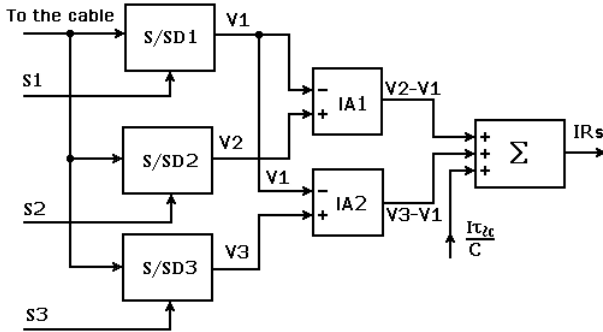 To the cable
V1
S/SD1
S1
V2-V1
IA1
-
+
V2
S/SD2
S2
V1
IA2
-
+
V3-V1
+
+
+
Σ
IRs
V3
S/SD3
S3